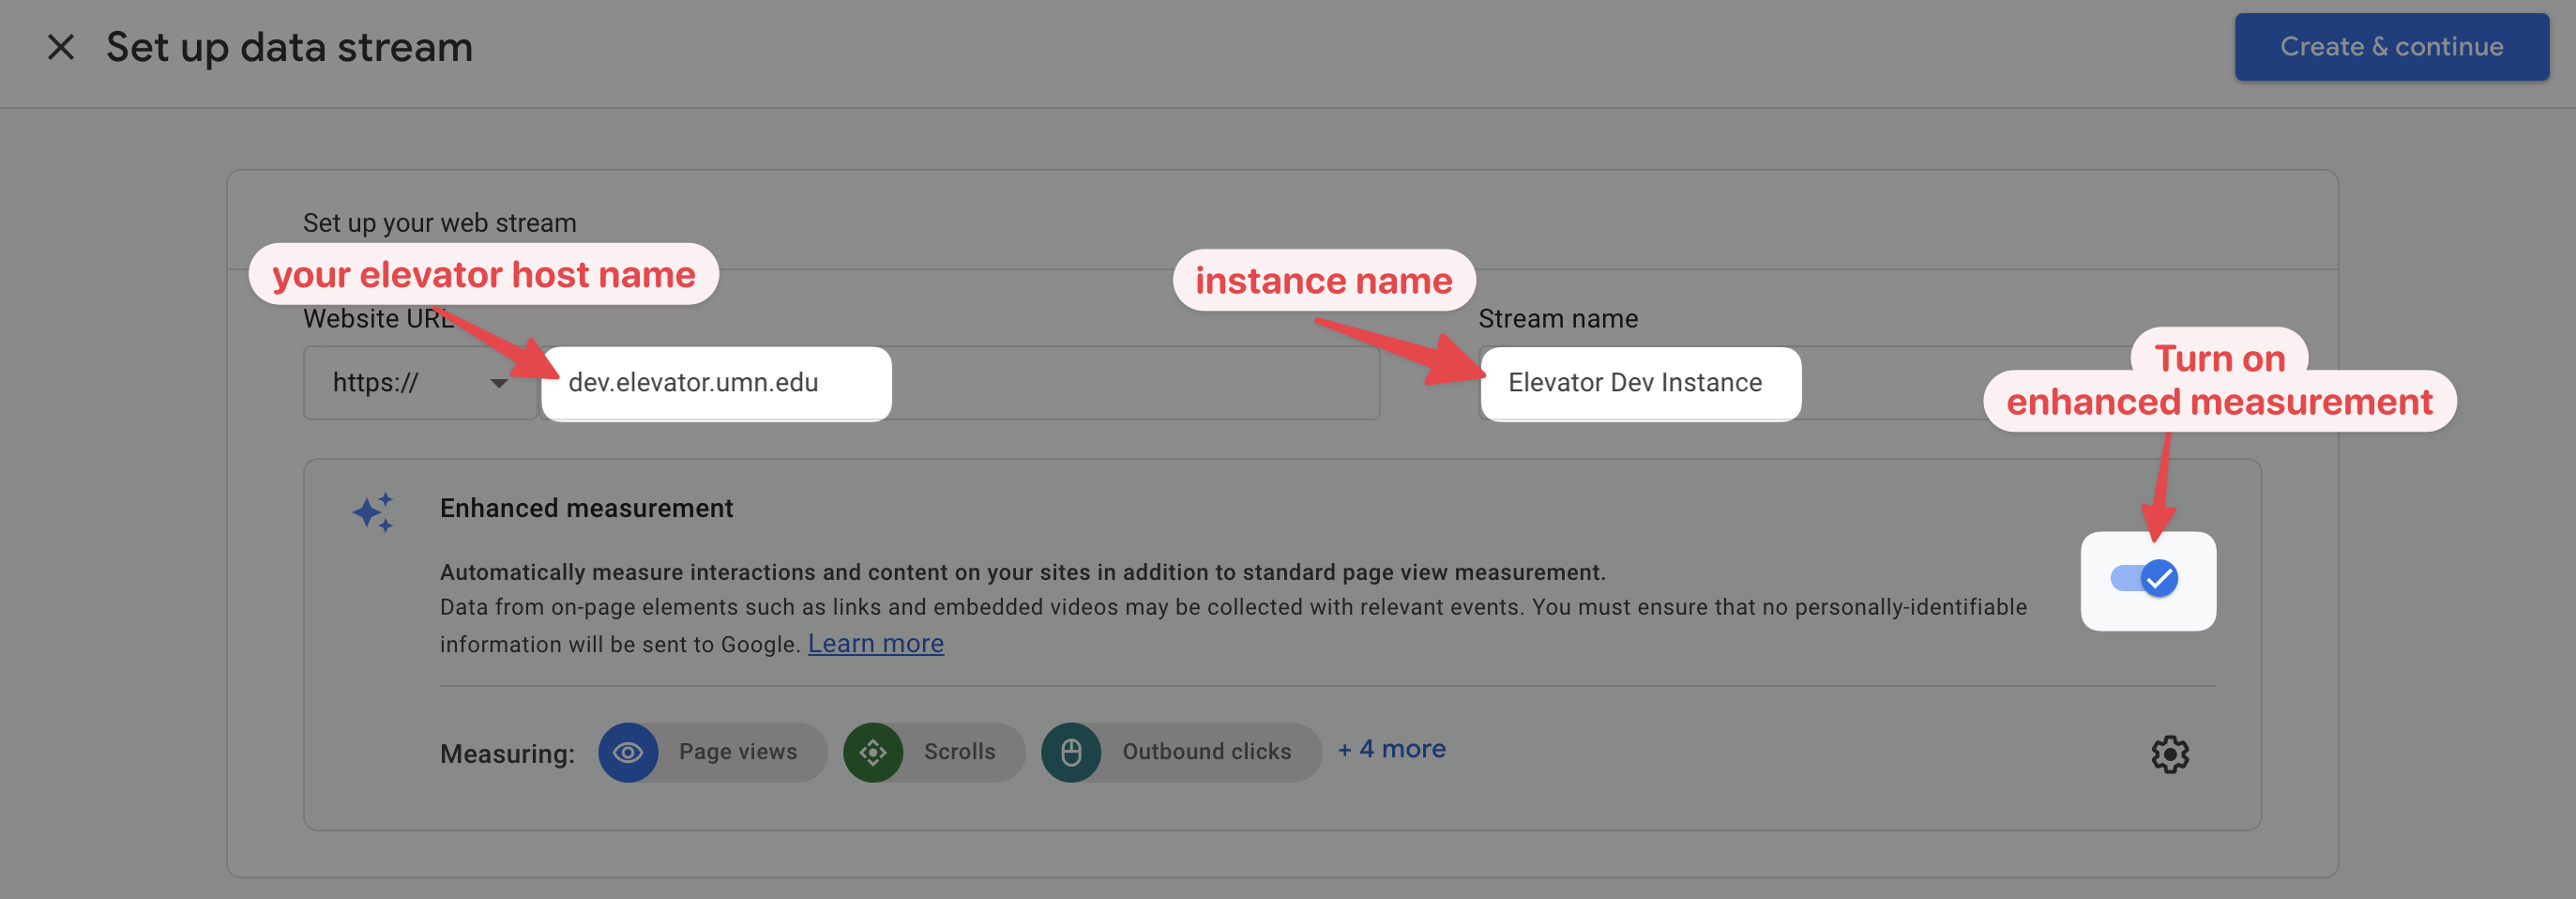 Set up data stream
Create & continue
Set up your web stream
your elevator host name
instance name
Website URL
Stream name
Turn on
enhanced measurement
https://
dev.elevator.umn.edu
Elevator Dev Instance
Enhanced measurement
Automatically measure interactions and content on your sites in addition to standard page view measurement.
Data from on-page elements such as links and embedded videos may be collected with relevant events. You must ensure that no personally-identifiable
information will be sent to Google. Learn more
Measuring: Page views Scrolls Outbound clicks + 4 more